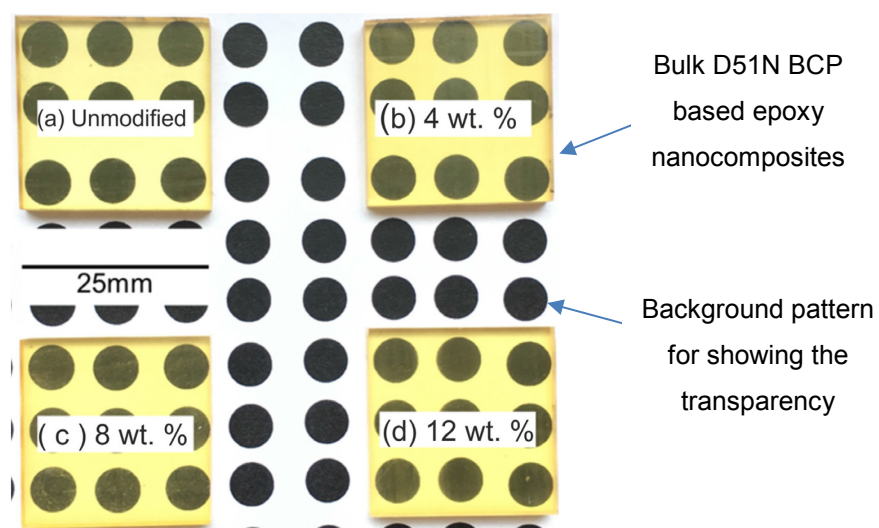 (a) Unmodified
(b) 4 wt. %
Bulk D51N BCP
based epoxy
nanocomposites
25mm
Background pattern
for showing the
transparency
( c ) 8 wt. %
(d) 12 wt. %